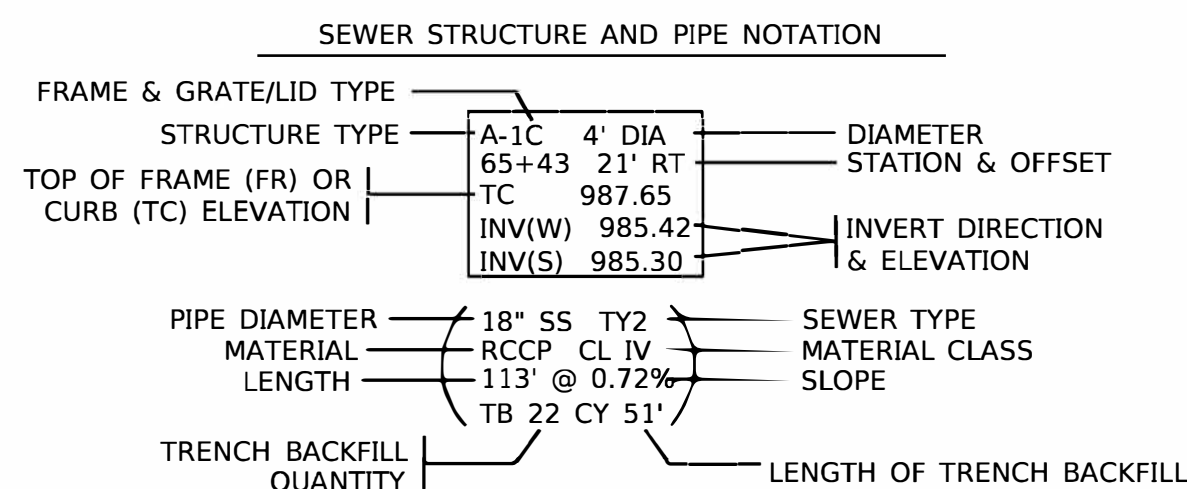 SEWER STRUCTURE AND PIPE NOTATION
FRAME & GRATE/LID TYPE
STRUCTURE TYPE
TOP OF FRAME (FR) OR
CURB (TC) ELEVATION
A-1C 4' DIA
65+43 21' RT
TC 987.65
INV(W) 985.42
INV(S) 985.30
DIAMETER
STATION & OFFSET
INVERT DIRECTION
& ELEVATION
PIPE DIAMETER
MATERIAL
LENGTH
18" SS TY2
RCCP CL IV
113' @ 0.72%
TB 22 CY 51'
SEWER TYPE
MATERIAL CLASS
SLOPE
TRENCH BACKFILL
QUANTITY
LENGTH OF TRENCH BACKFILL